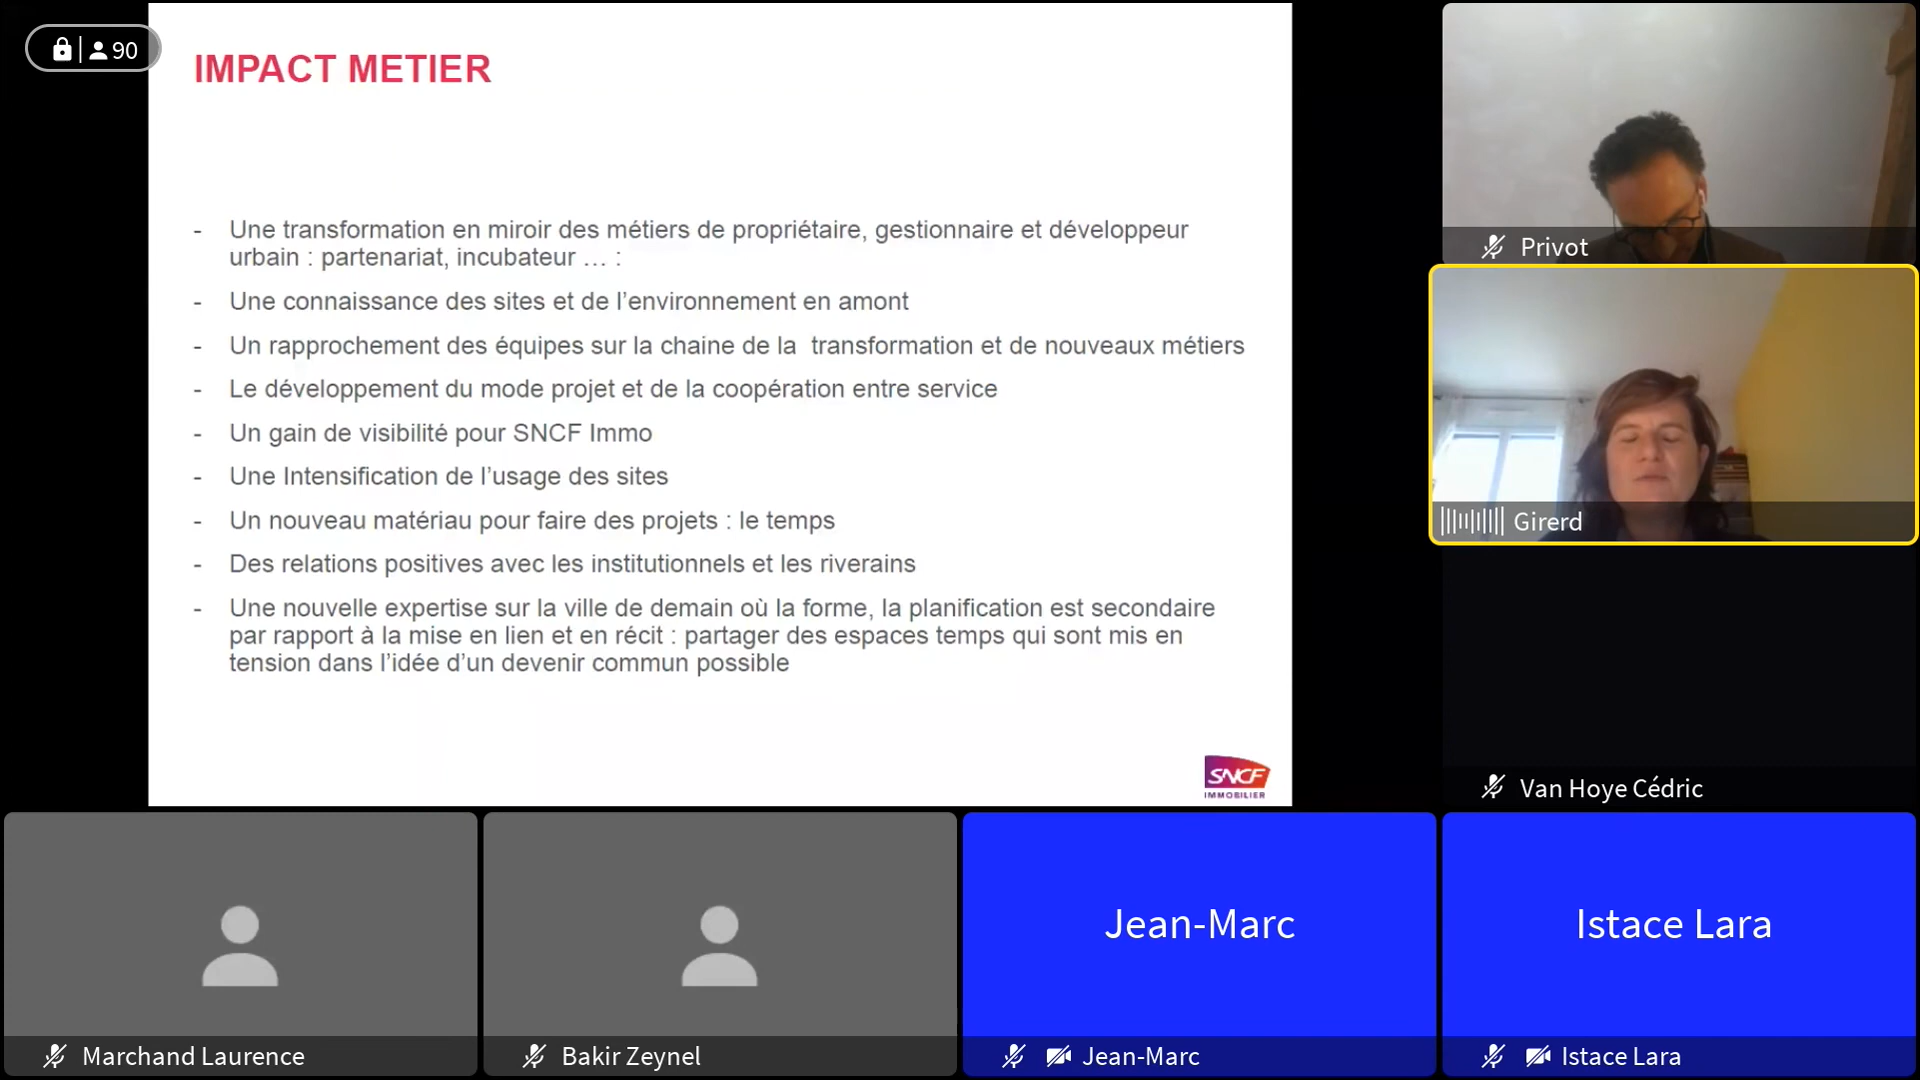 90
IMPACT METIER
- Une transformation en miroir des métiers de propriétaire, gestionnaire et développeur
urbain : partenariat, incubateur … :
- Une connaissance des sites et de l’environnement en amont
- Un rapprochement des équipes sur la chaine de la  transformation et de nouveaux métiers
- Le développement du mode projet et de la coopération entre service
- Un gain de visibilité pour SNCF Immo
- Une Intensification de l’usage des sites
- Un nouveau matériau pour faire des projets : le temps
- Des relations positives avec les institutionnels et les riverains
- Une nouvelle expertise sur la ville de demain où la forme, la planification est secondaire
par rapport à la mise en lien et en récit : partager des espaces temps qui sont mis en
tension dans l’idée d’un devenir commun possible
SNCF
IMMOBILIER
Privot
Girerd
Van Hoye Cédric
Marchand Laurence
Bakir Zeynel
Jean-Marc
Jean-Marc
Istace Lara
Istace Lara